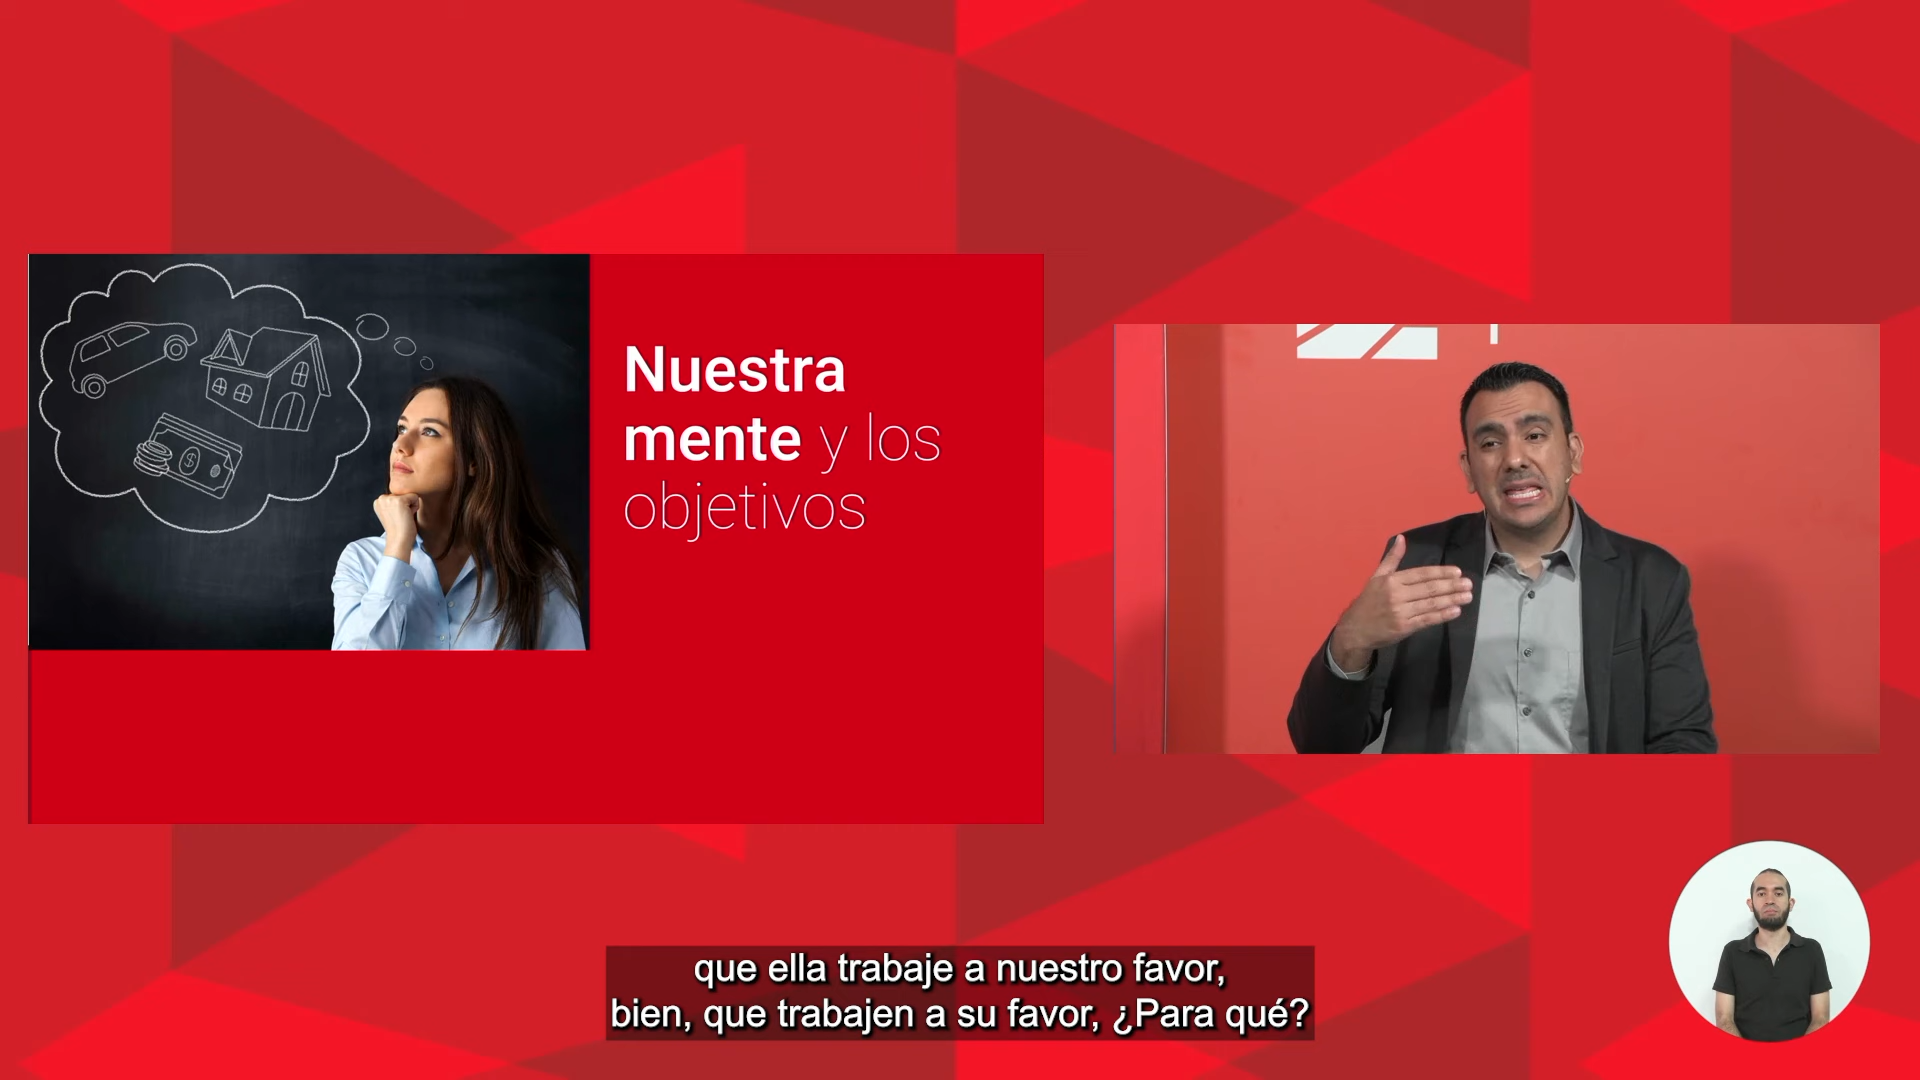 Nuestra
mente y los
objetivos
que ella trabaje a nuestro favor,
bien, que trabajen a su favor, ¿Para qué?